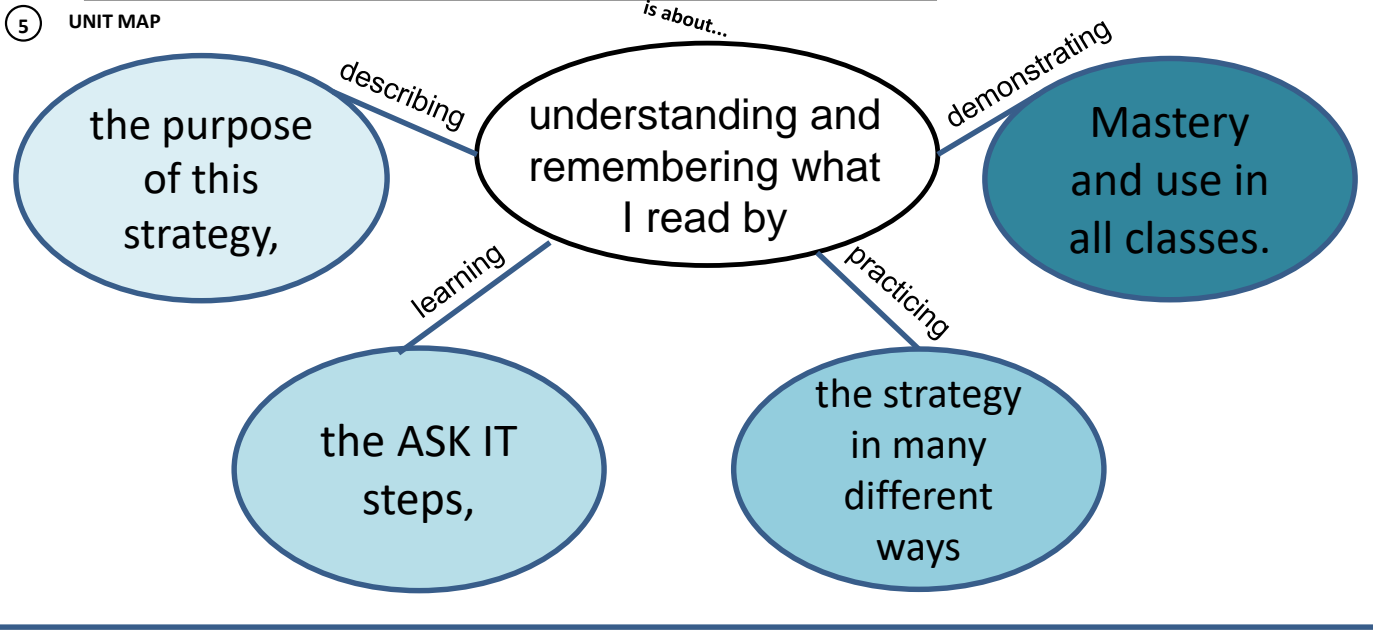 5
UNIT MAP
is about...
understanding and
remembering what
I read by
describing
the purpose
of this
strategy,
learning
the ASK IT
steps,
practicing
the strategy
in many
different
ways
demonstrating
Mastery
and use in
all classes.